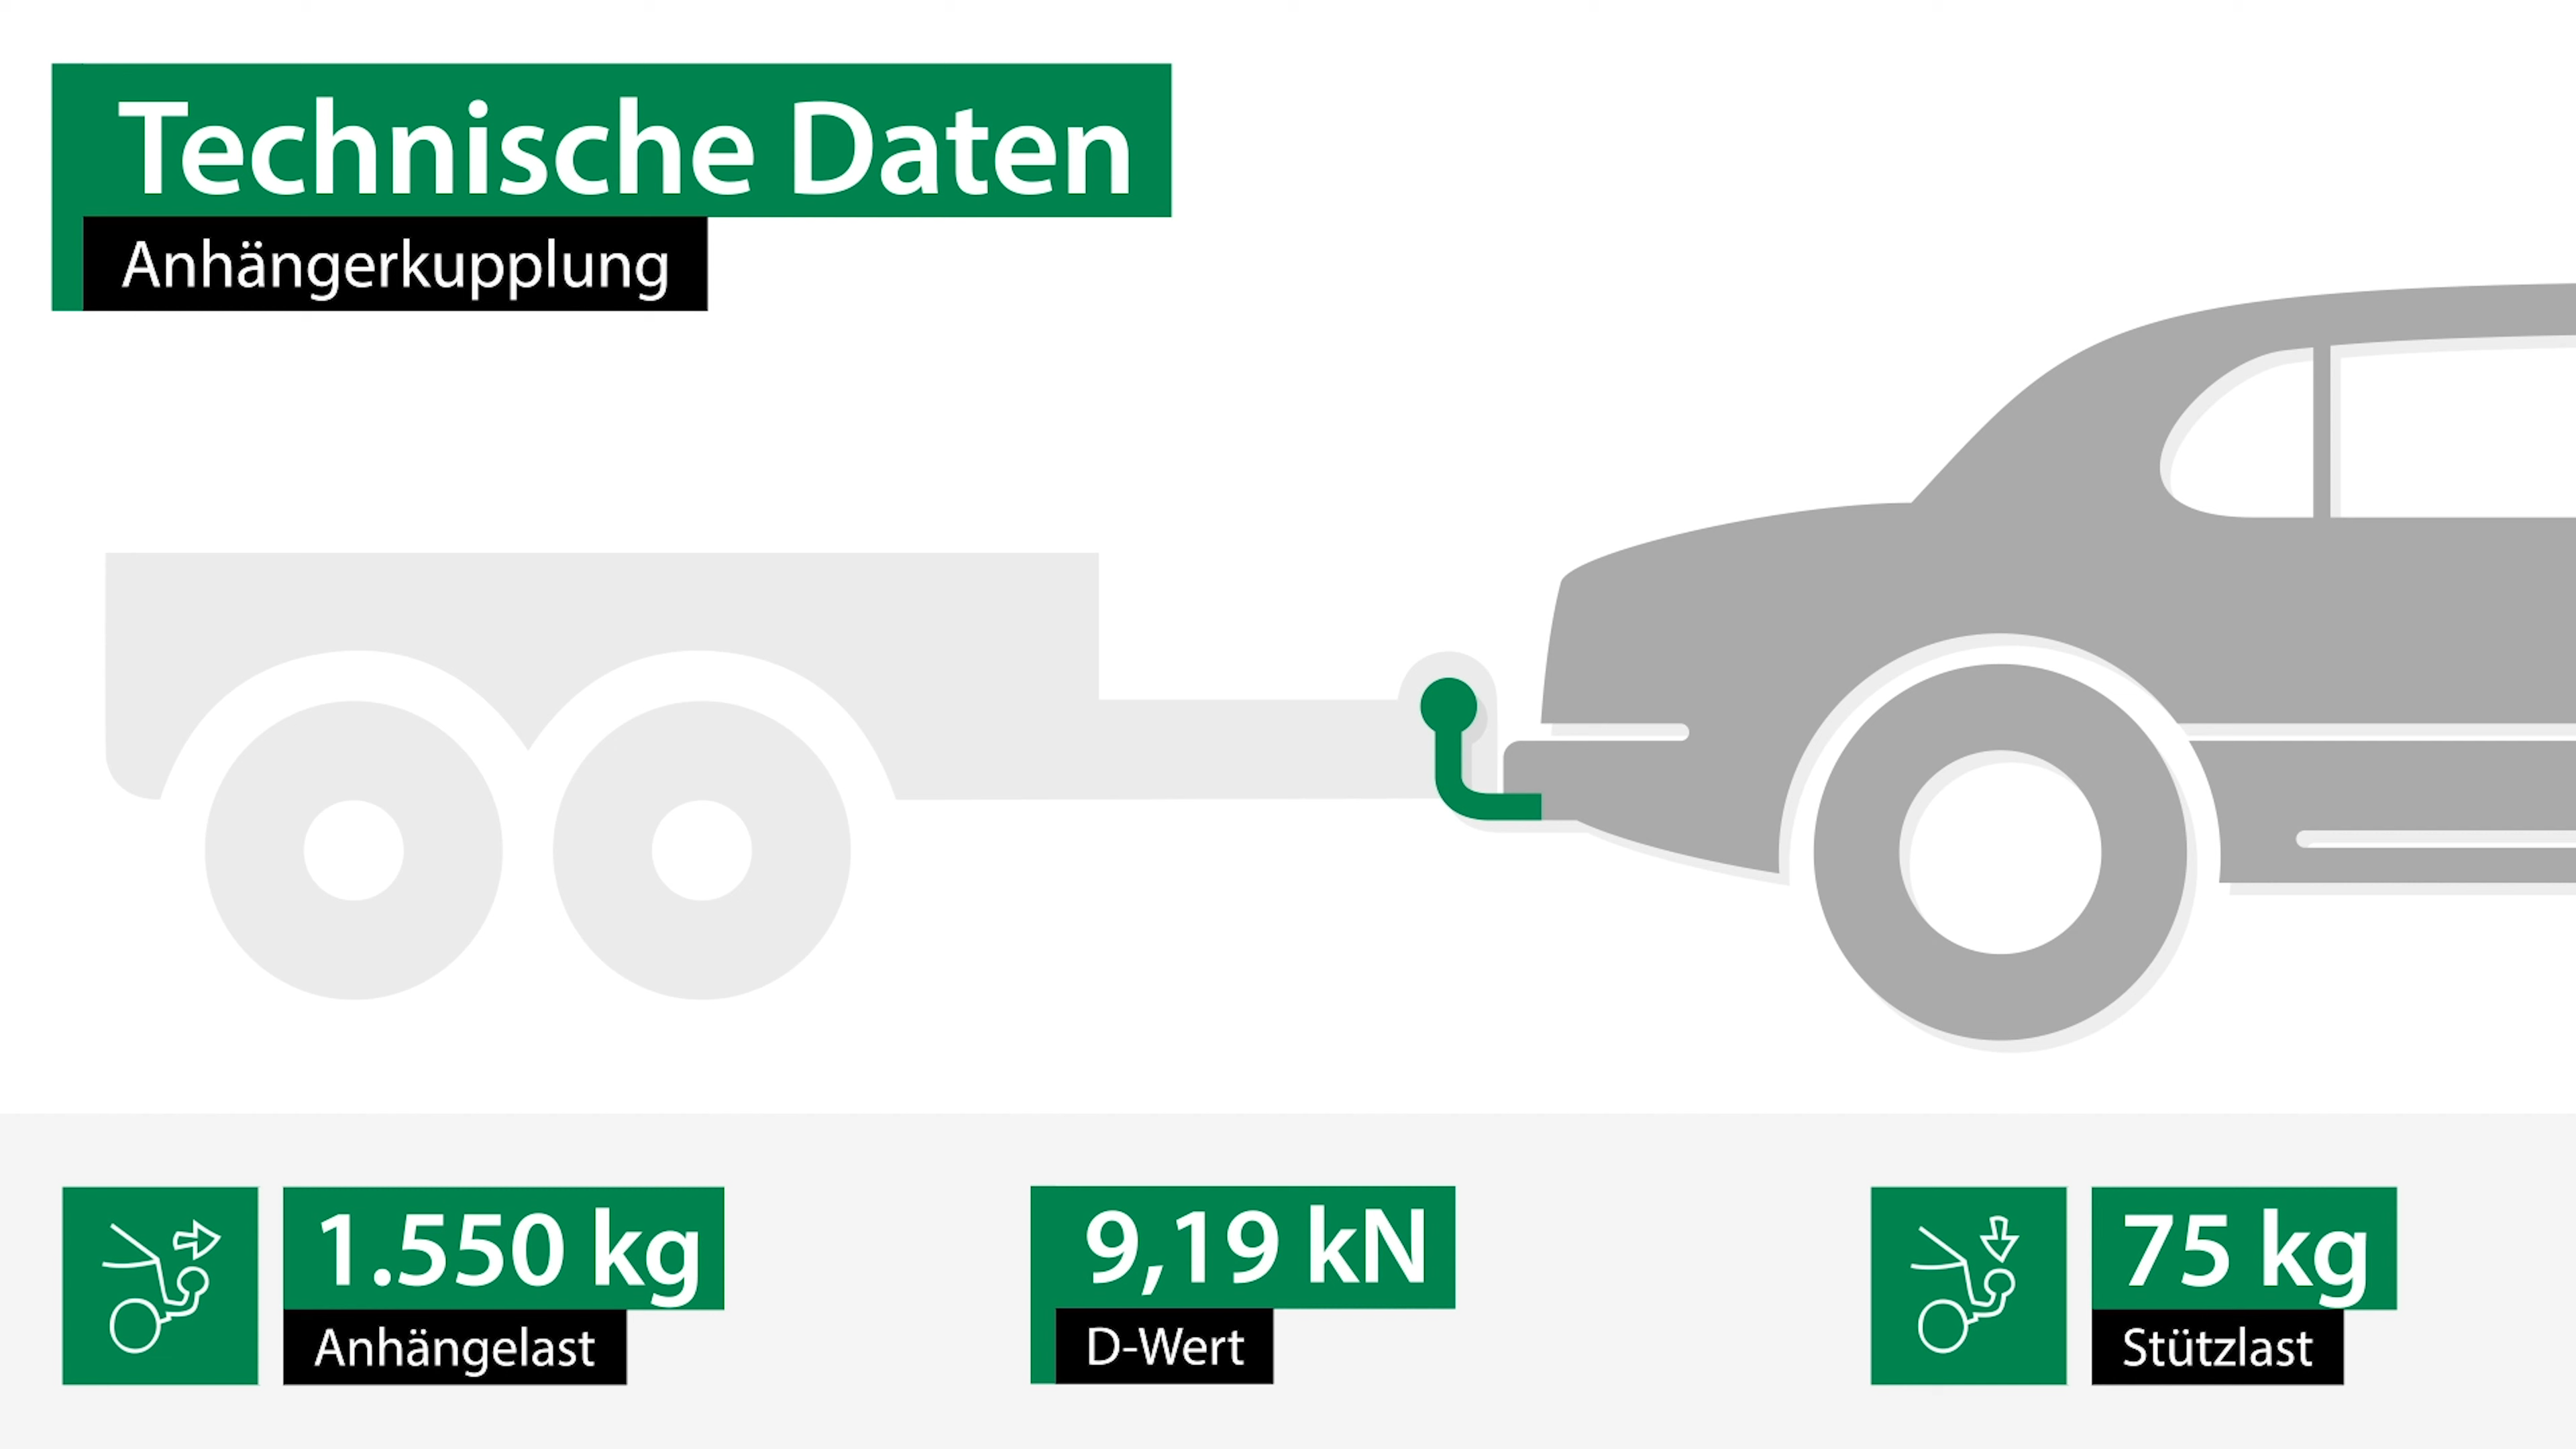 Technische Daten
Anhängerkupplung
1.550 kg
Anhängelast
9,19 kN
D-Wert
75 kg
Stützlast